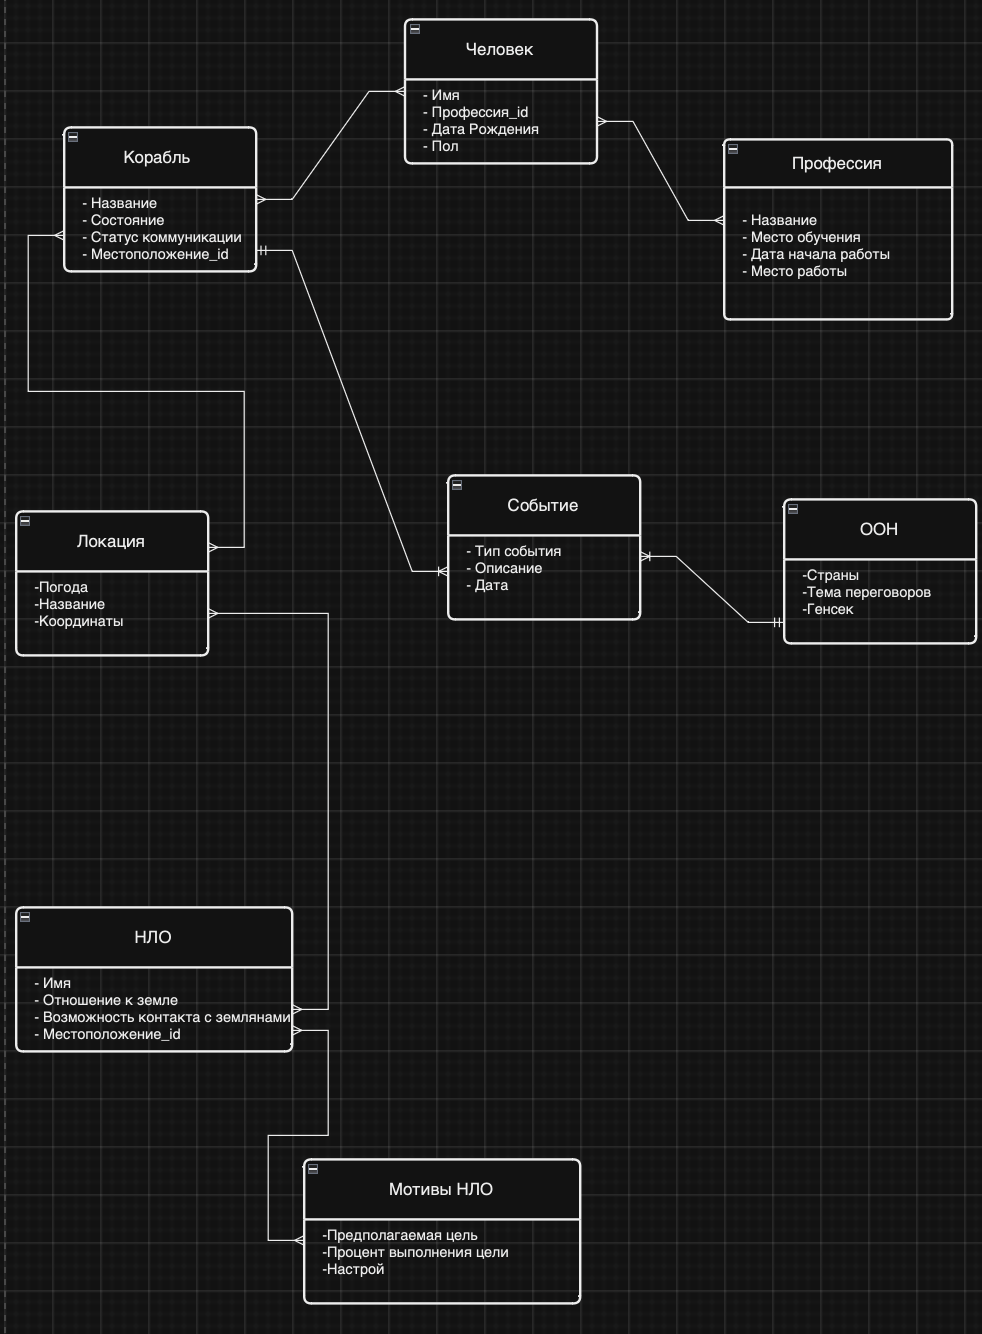 Человек
- Имя
- Профессия_id
- Дата Рождения
- Пол
Корабль
- Название
- Состояние
- Статус коммуникации
- Местоположение_id
Профессия
- Название
- Место обучения
- Дата начала работы
- Место работы
Событие
- Тип события
- Описание
- Дата
ООН
-Страны
-Тема переговоров
-Генсек
Локация
-Погода
-Название
-Координаты
НЛО
- Имя
- Отношение к земле
- Возможность контакта с землянами
- Местоположение_id
Мотивы НЛО
-Предполагаемая цель
-Процент выполнения цели
-Настрой